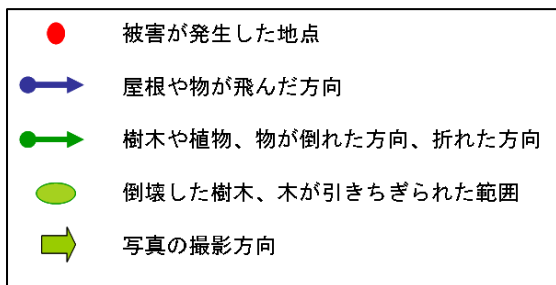 被害が発生した地点
屋根や物が飛んだ方向
樹木や植物、物が倒れた方向、折れた方向
倒壊した樹木、木が引きちぎられた範囲
写真の撮影方向